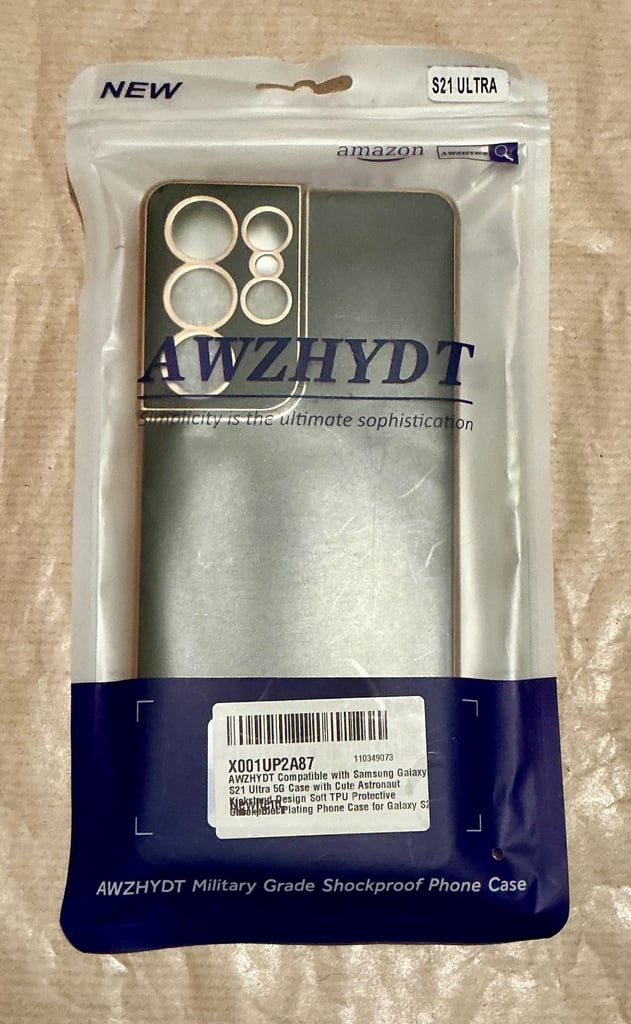 NEW
S21 ULTRA
amazon AWZHYDT
AWZHYDT
Simplicity is the ultimate sophistication
X001UP2A87
110349073
AWZHYDT Compatible with Samsung Galaxy
S21 Ultra 5G Case with Cute Astronaut
Kickstand Design Soft TPU Protective
Plating Phone Case for Galaxy S2
AWZHYDT Military Grade Shockproof Phone Case